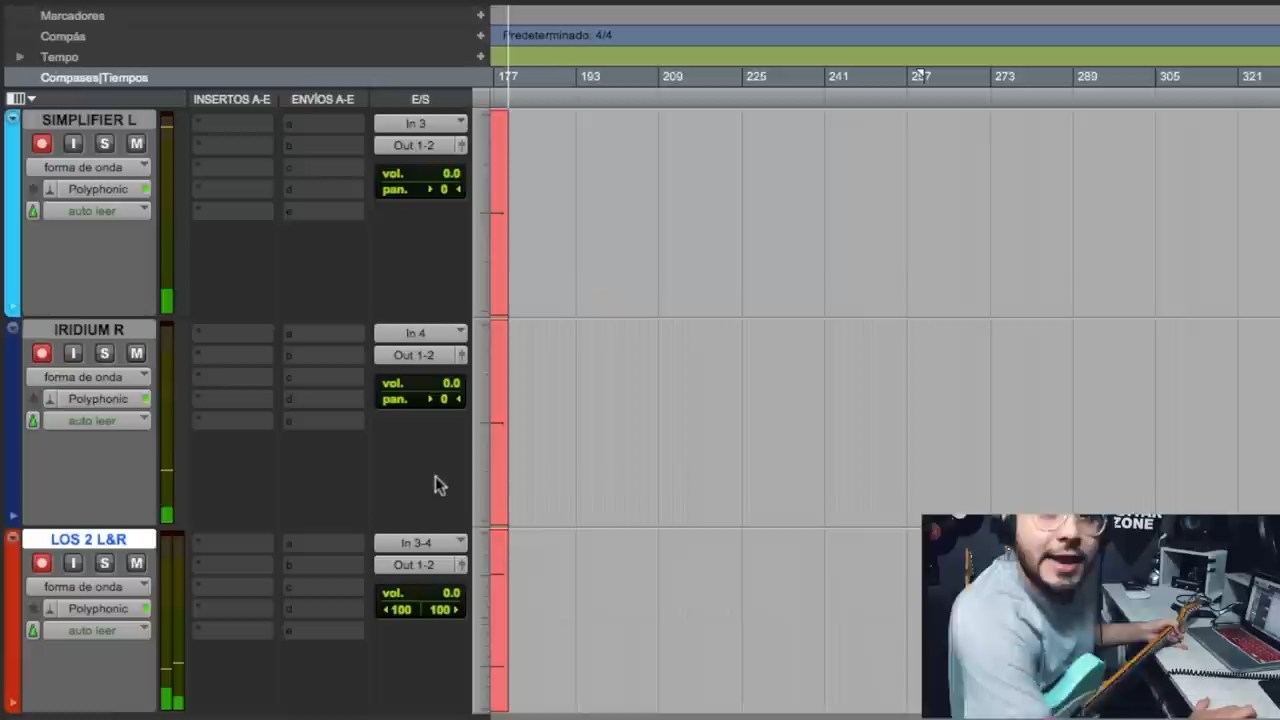 Marcadores +
Compás + Predeterminado: 4/4
Tempo +
Compases|Tiempos 177 193 209 225 241 257 273 289 305 321
INSERTOS A-E ENVÍOS A-E E/S
SIMPLIFIER L a In 3
I S M b Out 1-2
forma de onda c vol. 0.0
Polyphonic d pan. 0
auto leer e
IRIDIUM R a In 4
I S M b Out 1-2
forma de onda c vol. 0.0
Polyphonic d pan. 0
auto leer e
LOS 2 L&R a In 3-4
I S M b Out 1-2
forma de onda c vol. 0.0
Polyphonic d 100 100
auto leer e
ZONE